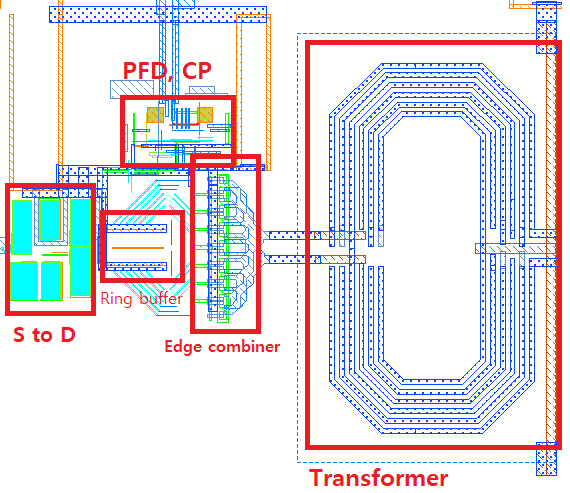 PFD, CP
Ring buffer
S to D
Edge combiner
Transformer